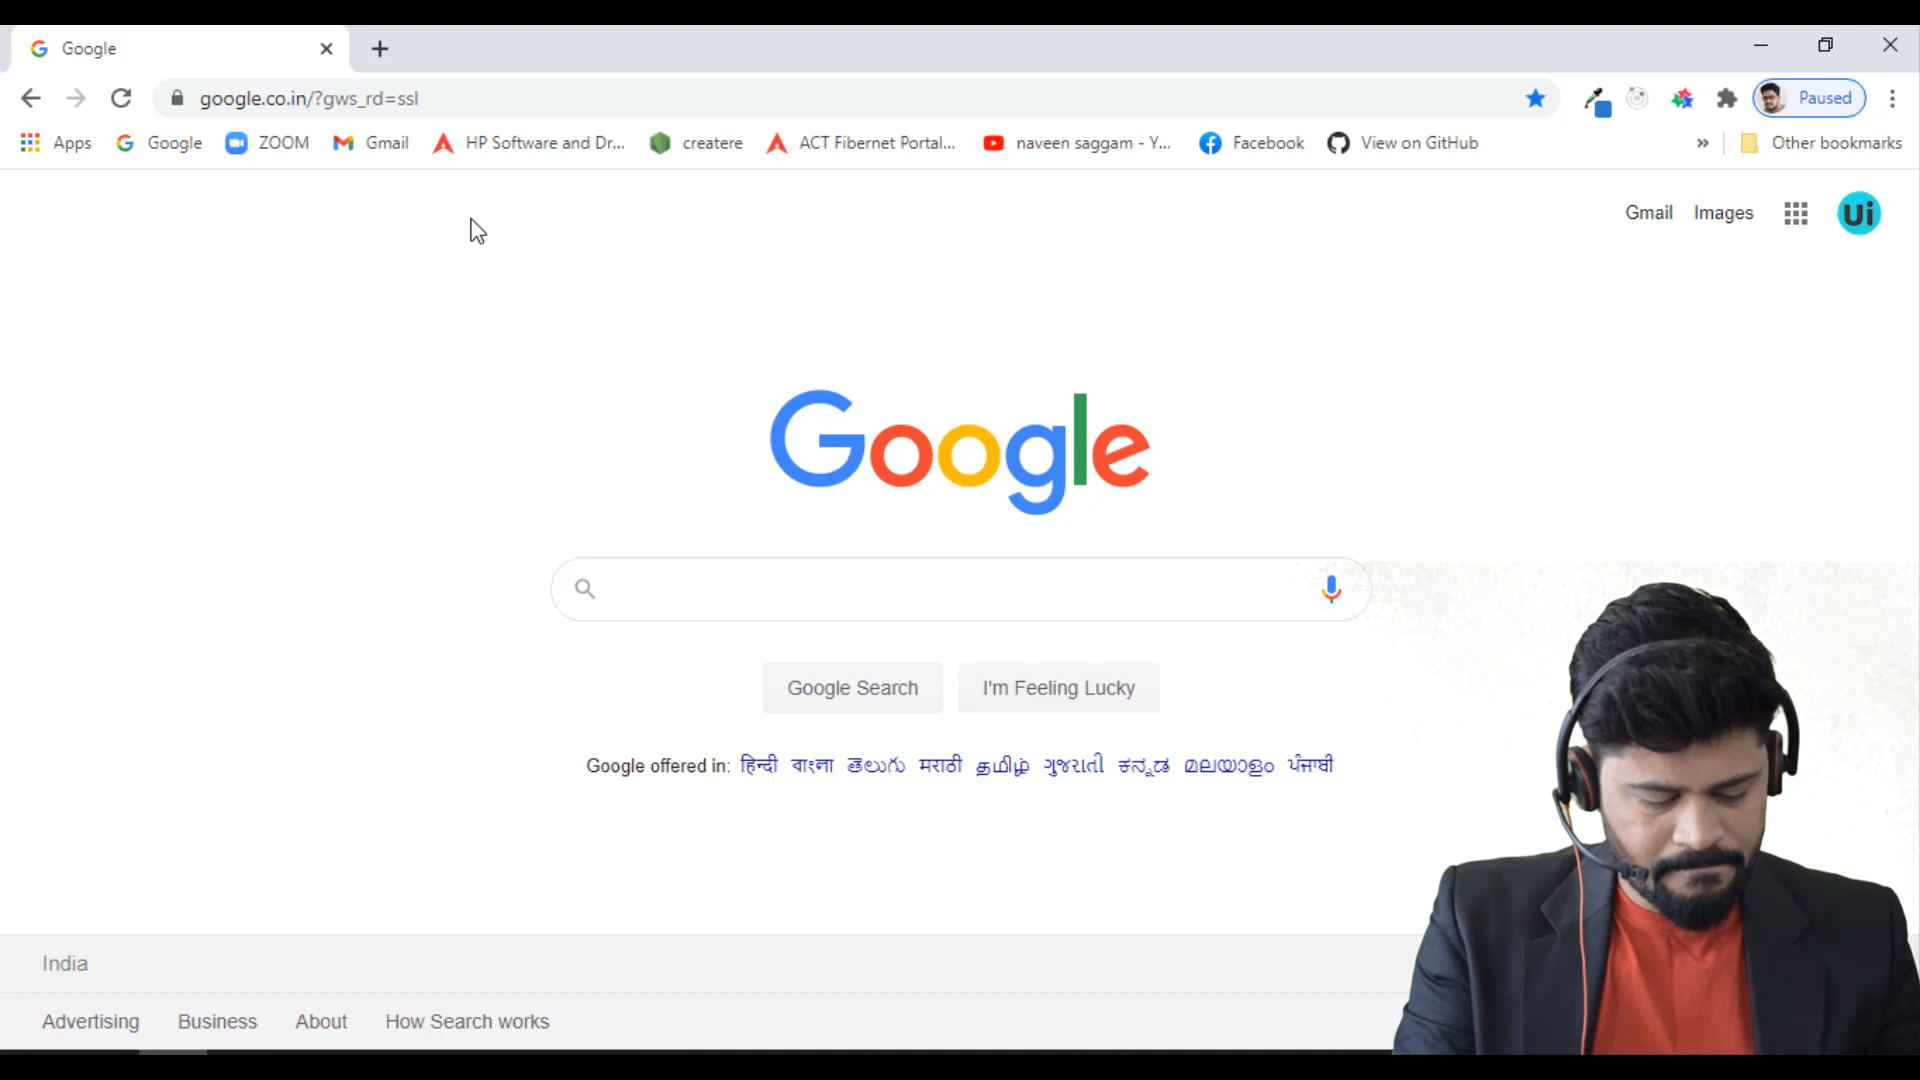 Google
google.co.in/?gws_rd=ssl
Paused
Apps Google ZOOM Gmail HP Software and Dr... createre ACT Fibernet Portal... naveen saggam - Y... Facebook View on GitHub » Other bookmarks
Gmail Images Ui
Google
Google Search I'm Feeling Lucky
Google offered in: हिन्दी বাংলা తెలుగు मराठी தமிழ் ગુજરાતી ಕನ್ನಡ മലയാളം ਪੰਜਾਬੀ
India
Advertising Business About How Search works